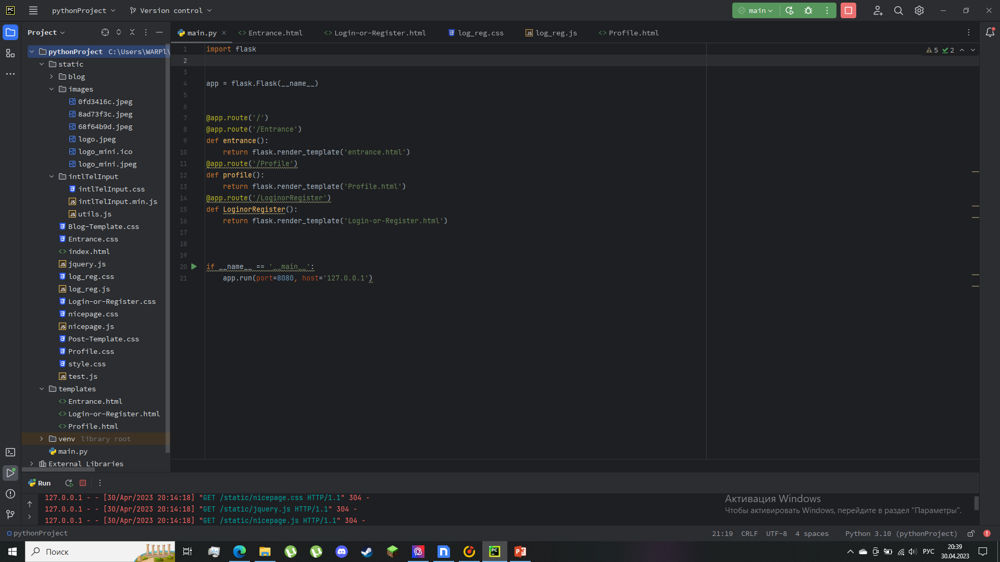 PC pythonProject Version control main
Project
main.py Entrance.html Login-or-Register.html log_reg.css log_reg.js Profile.html
pythonProject C:\Users\WARPl\
static
blog
images
0fd3416c.jpeg
8ad73f3c.jpeg
68f64b9d.jpeg
logo.jpeg
logo_mini.ico
logo_mini.jpeg
intlTelInput
intlTelInput.css
intlTelInput.min.js
utils.js
Blog-Template.css
Entrance.css
index.html
jquery.js
log_reg.css
log_reg.js
Login-or-Register.css
nicepage.css
nicepage.js
Post-Template.css
Profile.css
style.css
test.js
templates
Entrance.html
Login-or-Register.html
Profile.html
venv library root
main.py
External Libraries
5 2
1 import flask
2
3
4 app = flask.Flask(__name__)
5
6
7 @app.route('/')
8 @app.route('/Entrance')
9 def entrance():
10 return flask.render_template('entrance.html')
11 @app.route('/Profile')
12 def profile():
13 return flask.render_template('Profile.html')
14 @app.route('/LoginorRegister')
15 def LoginorRegister():
16 return flask.render_template('Login-or-Register.html')
17
18
19
20 if __name__ == '__main__':
21 app.run(port=8080, host='127.0.0.1')
Run
127.0.0.1 - - [30/Apr/2023 20:14:18] "GET /static/nicepage.css HTTP/1.1" 304 -
127.0.0.1 - - [30/Apr/2023 20:14:18] "GET /static/jquery.js HTTP/1.1" 304 -
127.0.0.1 - - [30/Apr/2023 20:14:18] "GET /static/nicepage.js HTTP/1.1" 304 -
Активация Windows
Чтобы активировать Windows, перейдите в раздел "Параметры".
pythonProject 21:19 CRLF UTF-8 4 spaces Python 3.10 (pythonProject)
Поиск РУС 20:39
30.04.2023